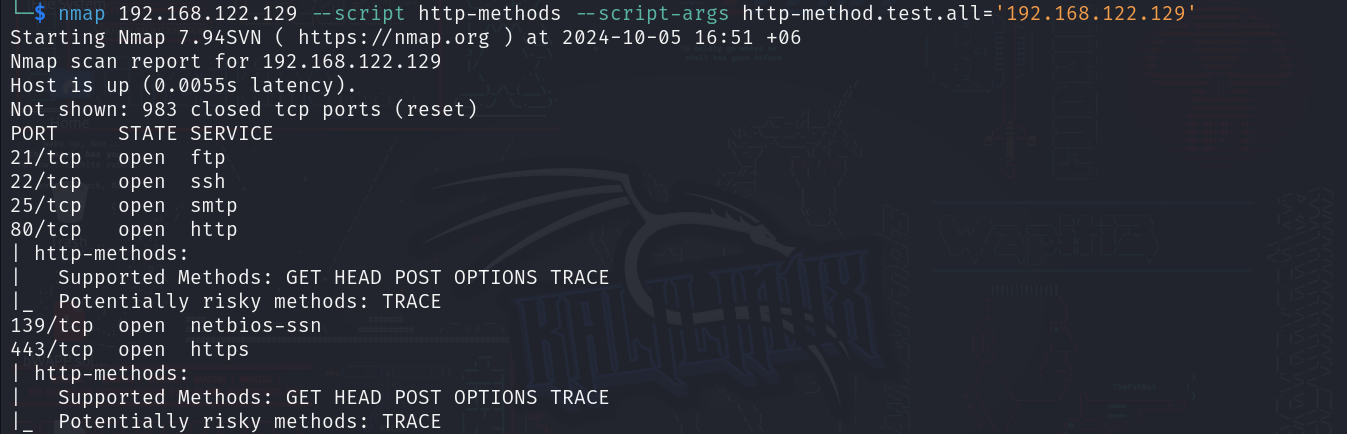 └─$ nmap 192.168.122.129 --script http-methods --script-args http-method.test.all='192.168.122.129'
Starting Nmap 7.94SVN ( https://nmap.org ) at 2024-10-05 16:51 +06
Nmap scan report for 192.168.122.129
Host is up (0.0055s latency).
Not shown: 983 closed tcp ports (reset)
PORT    STATE SERVICE
21/tcp  open  ftp
22/tcp  open  ssh
25/tcp  open  smtp
80/tcp  open  http
| http-methods:
|   Supported Methods: GET HEAD POST OPTIONS TRACE
|_  Potentially risky methods: TRACE
139/tcp open  netbios-ssn
443/tcp open  https
| http-methods:
|   Supported Methods: GET HEAD POST OPTIONS TRACE
|_  Potentially risky methods: TRACE
KALI LINUX